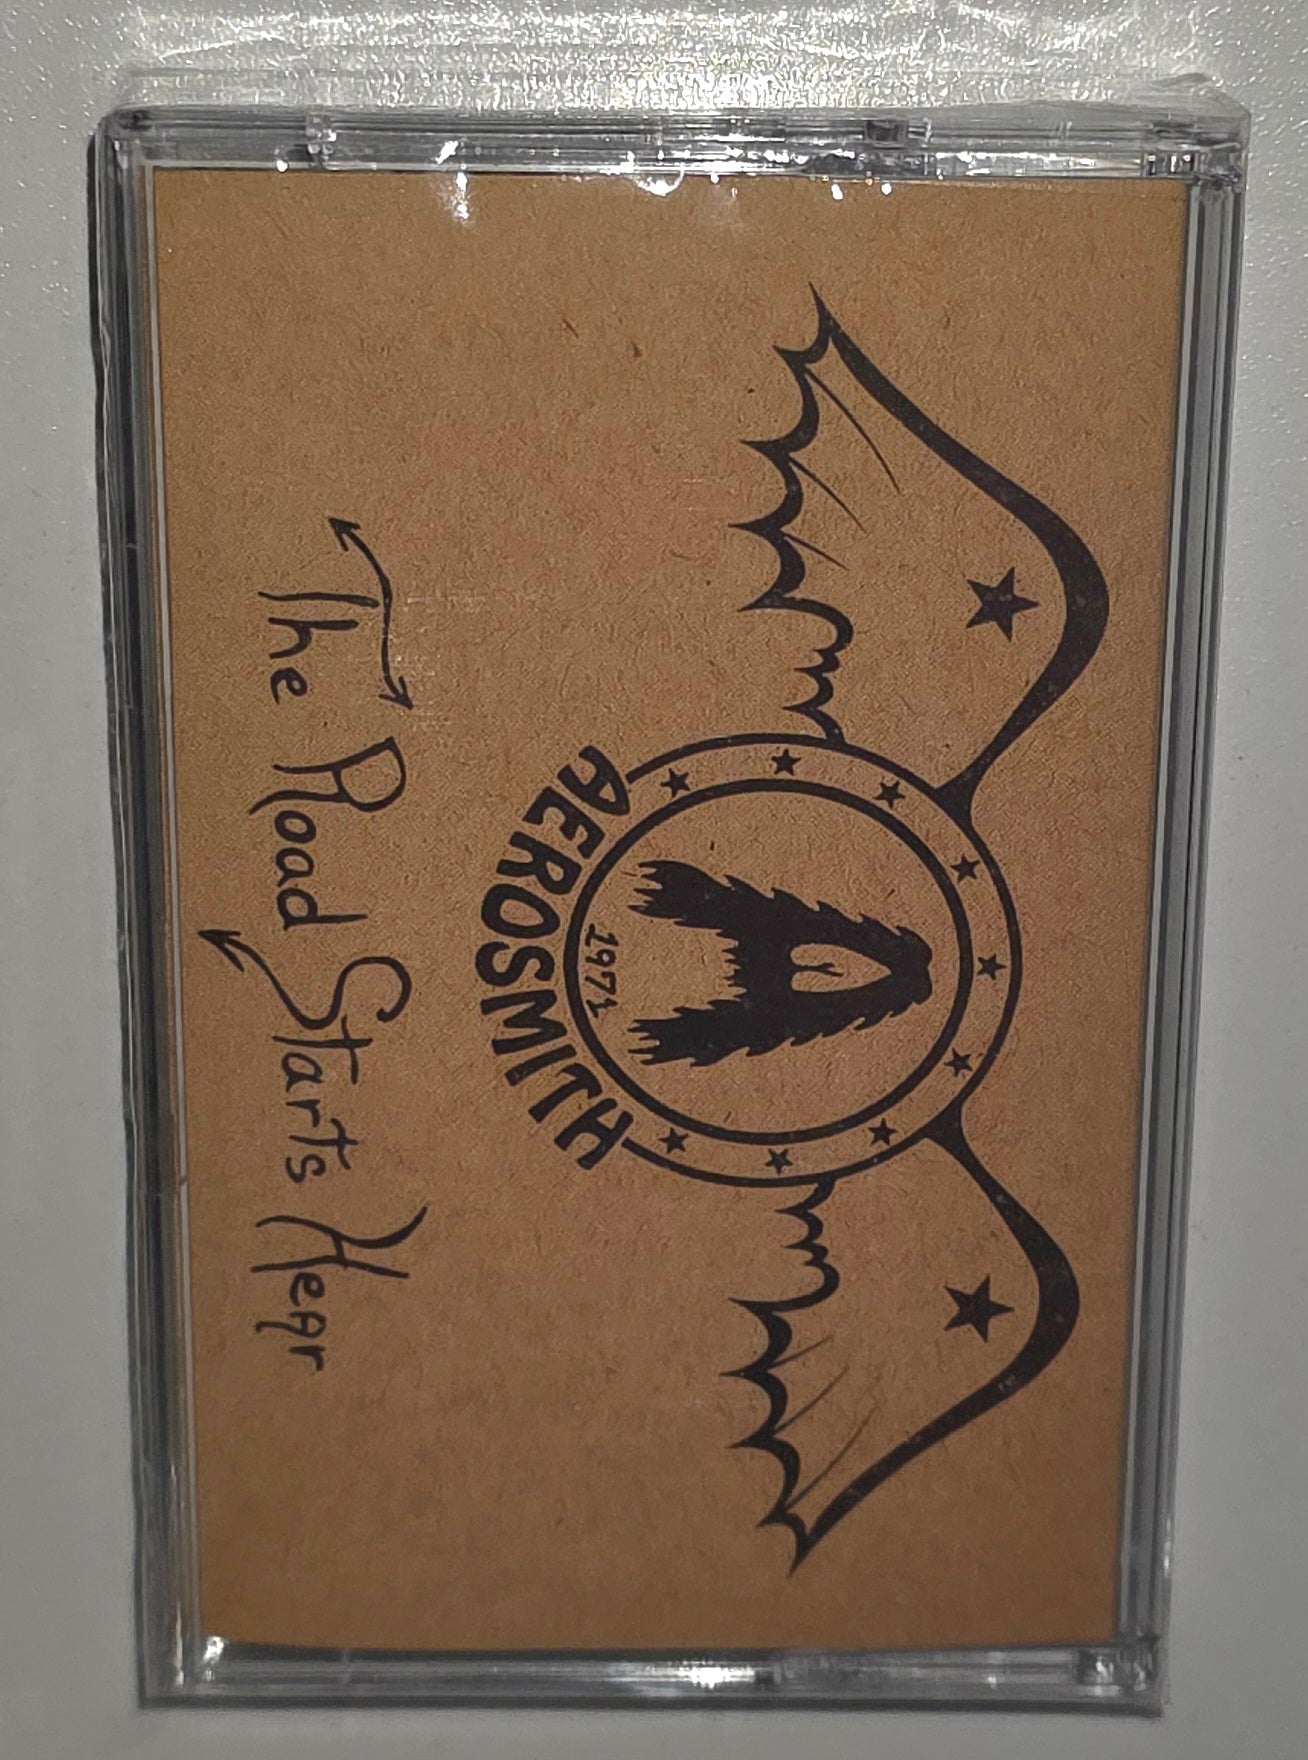 1971
AEROSMITH
The Road Starts Hear